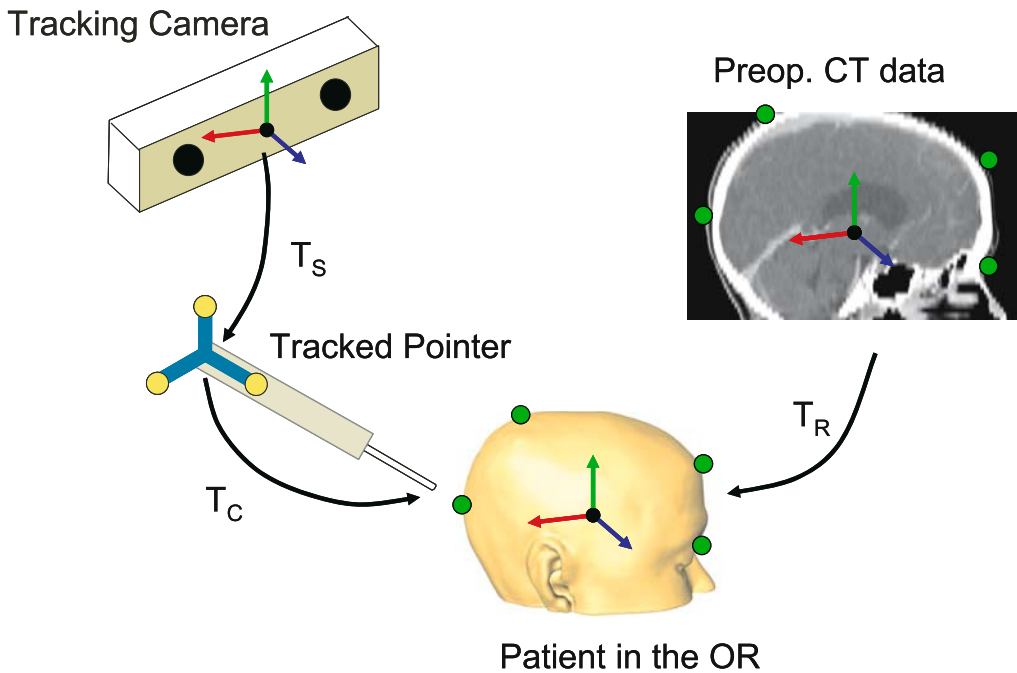 Tracking Camera
Preop. CT data
T_S
Tracked Pointer
T_R
T_C
Patient in the OR